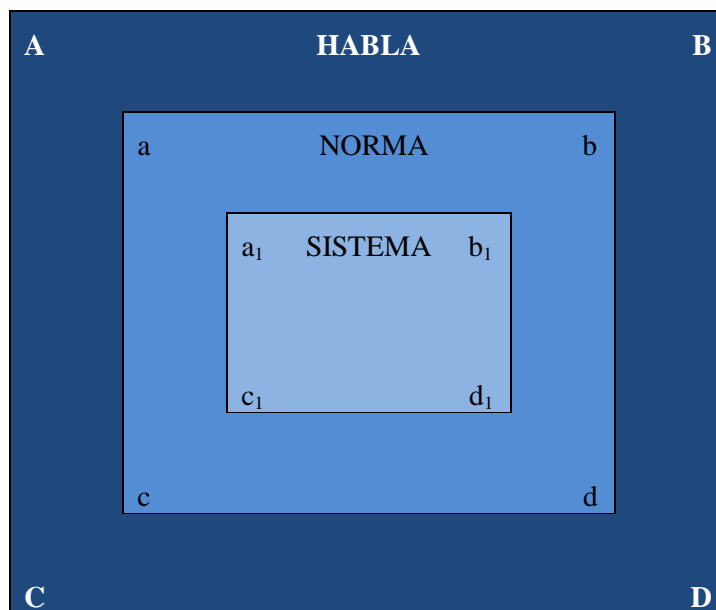 A HABLA B
a NORMA b
a₁ SISTEMA b₁
c₁ d₁
c d
C D